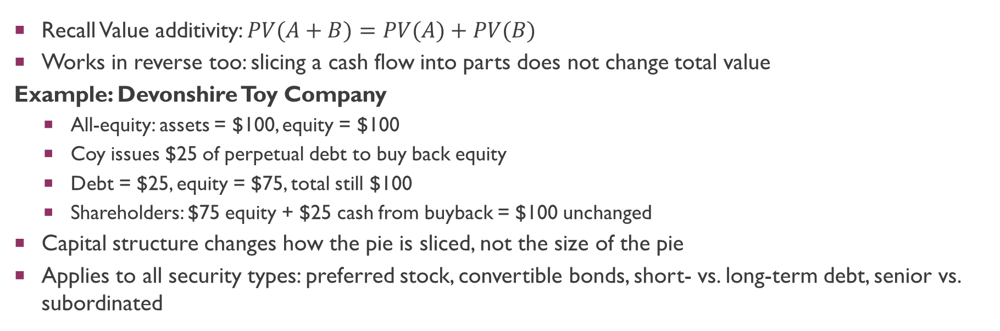 ▪ Recall Value additivity: PV(A + B) = PV(A) + PV(B)
▪ Works in reverse too: slicing a cash flow into parts does not change total value
Example: Devonshire Toy Company
▪ All-equity: assets = $100, equity = $100
▪ Coy issues $25 of perpetual debt to buy back equity
▪ Debt = $25, equity = $75, total still $100
▪ Shareholders: $75 equity + $25 cash from buyback = $100 unchanged
▪ Capital structure changes how the pie is sliced, not the size of the pie
▪ Applies to all security types: preferred stock, convertible bonds, short- vs. long-term debt, senior vs.
subordinated